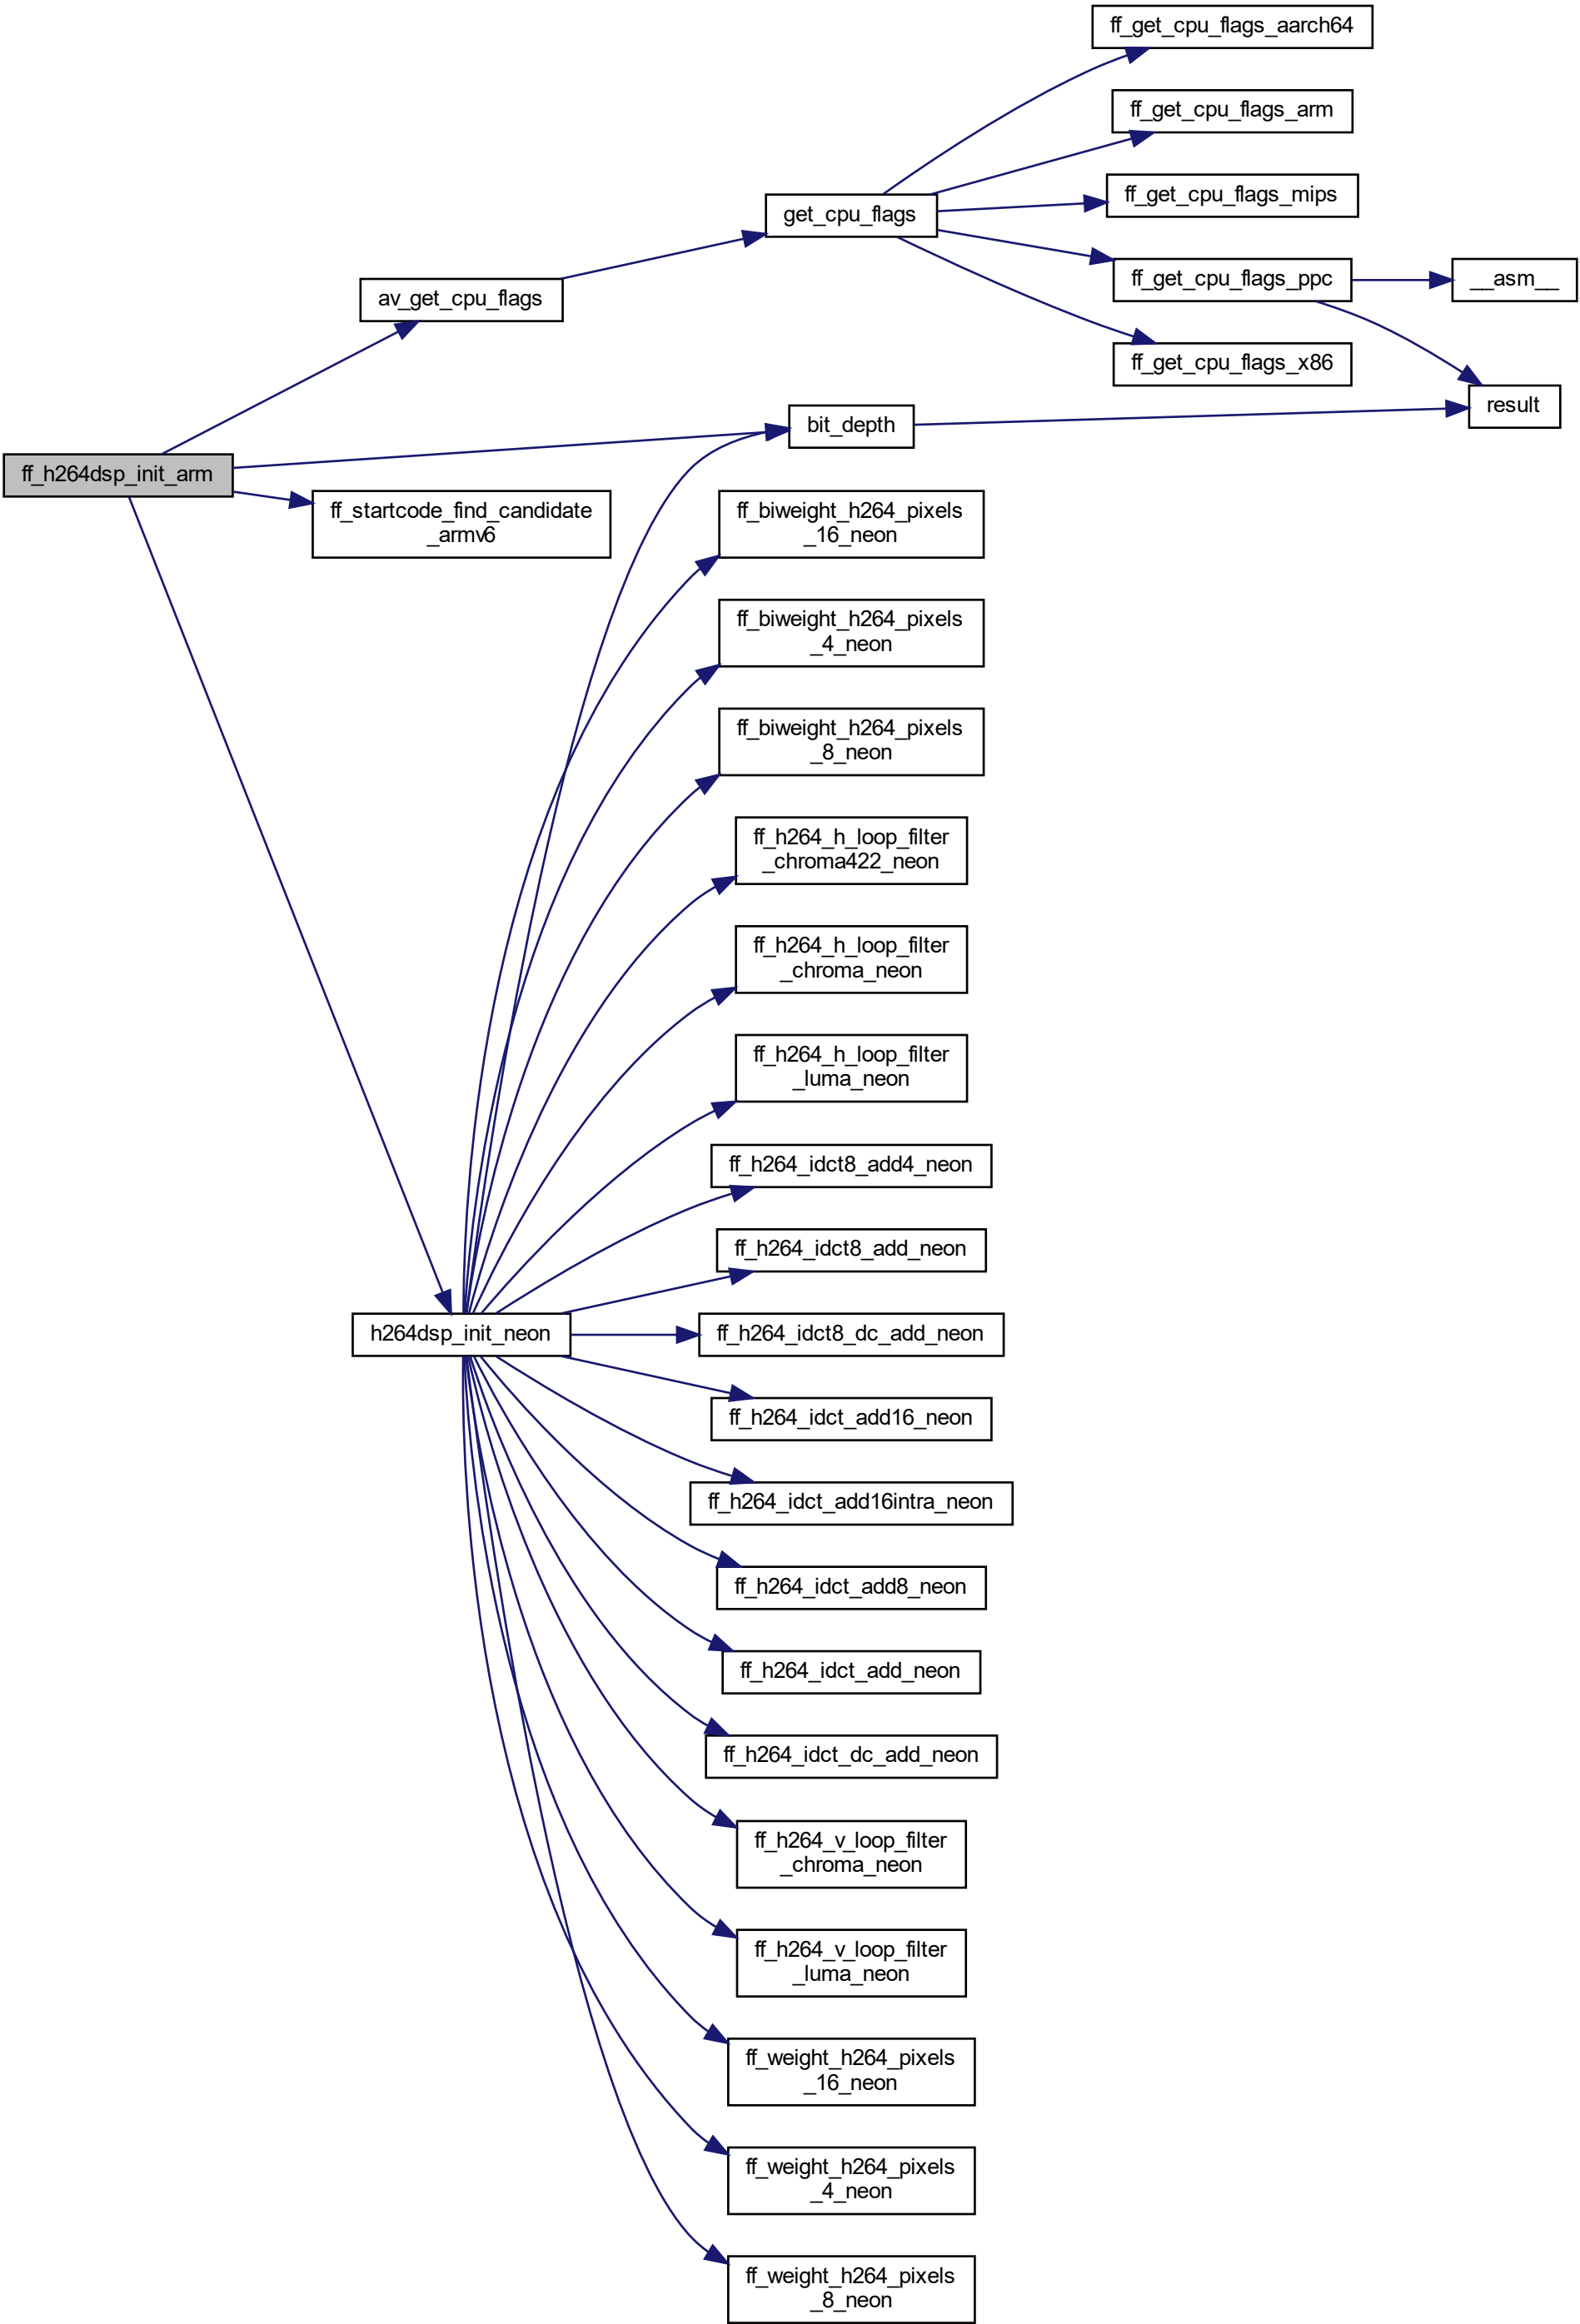 ff_get_cpu_flags_aarch64
ff_get_cpu_flags_arm
ff_get_cpu_flags_mips
get_cpu_flags
ff_get_cpu_flags_ppc
__asm__
av_get_cpu_flags
ff_get_cpu_flags_x86
result
bit_depth
ff_h264dsp_init_arm
ff_startcode_find_candidate
_armv6
ff_biweight_h264_pixels
_16_neon
ff_biweight_h264_pixels
_4_neon
ff_biweight_h264_pixels
_8_neon
ff_h264_h_loop_filter
_chroma422_neon
ff_h264_h_loop_filter
_chroma_neon
ff_h264_h_loop_filter
_luma_neon
ff_h264_idct8_add4_neon
ff_h264_idct8_add_neon
h264dsp_init_neon
ff_h264_idct8_dc_add_neon
ff_h264_idct_add16_neon
ff_h264_idct_add16intra_neon
ff_h264_idct_add8_neon
ff_h264_idct_add_neon
ff_h264_idct_dc_add_neon
ff_h264_v_loop_filter
_chroma_neon
ff_h264_v_loop_filter
_luma_neon
ff_weight_h264_pixels
_16_neon
ff_weight_h264_pixels
_4_neon
ff_weight_h264_pixels
_8_neon